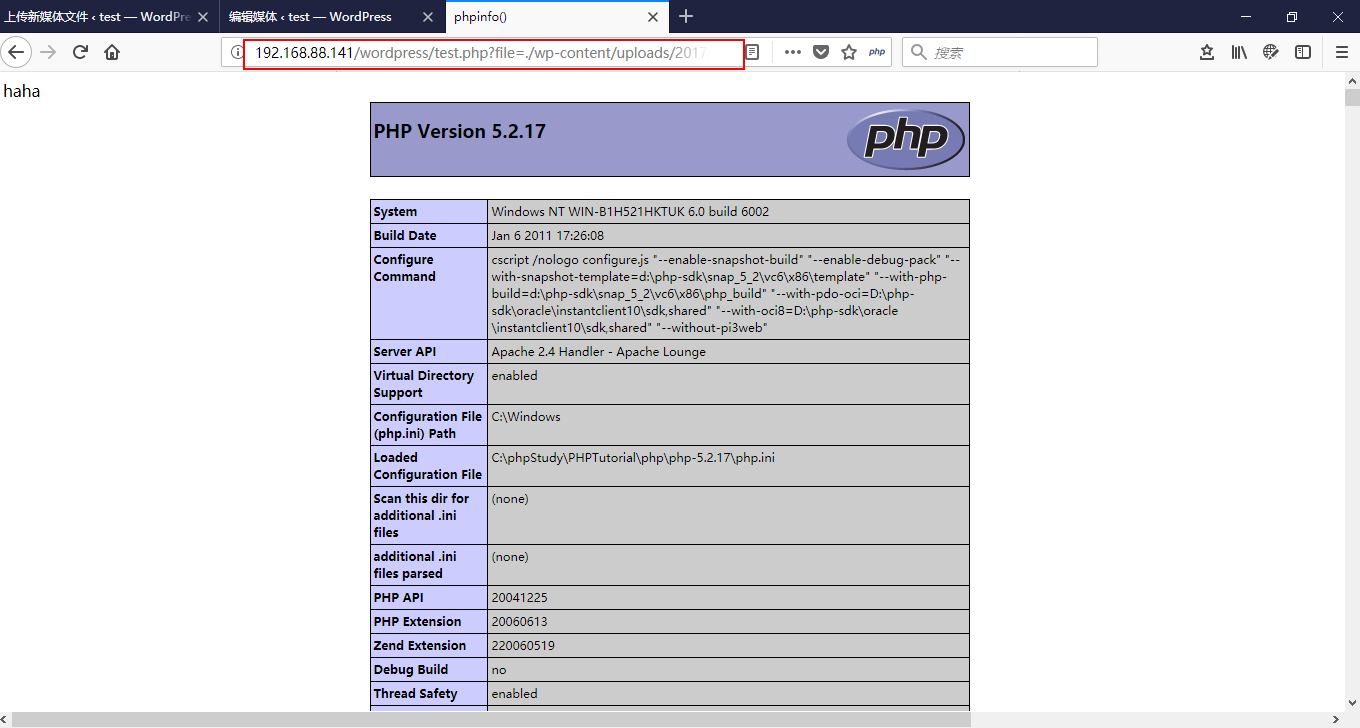 上传新媒体文件 ‹ test — WordPre
编辑媒体 ‹ test — WordPress
phpinfo()
192.168.88.141/wordpress/test.php?file=./wp-content/uploads/2017
php
搜索
haha
PHP Version 5.2.17
php
System Windows NT WIN-B1H521HKTUK 6.0 build 6002
Build Date Jan 6 2011 17:26:08
Configure cscript /nologo configure.js "--enable-snapshot-build" "--enable-debug-pack" "--
Command with-snapshot-template=d:\php-sdk\snap_5_2\vc6\x86\template" "--with-php-
build=d:\php-sdk\snap_5_2\vc6\x86\php_build" "--with-pdo-oci=D:\php-
sdk\oracle\instantclient10\sdk,shared" "--with-oci8=D:\php-sdk\oracle
\instantclient10\sdk,shared" "--without-pi3web"
Server API Apache 2.4 Handler - Apache Lounge
Virtual Directory enabled
Support
Configuration File C:\Windows
(php.ini) Path
Loaded C:\phpStudy\PHPTutorial\php\php-5.2.17\php.ini
Configuration File
Scan this dir for (none)
additional .ini
files
additional .ini (none)
files parsed
PHP API 20041225
PHP Extension 20060613
Zend Extension 220060519
Debug Build no
Thread Safety enabled